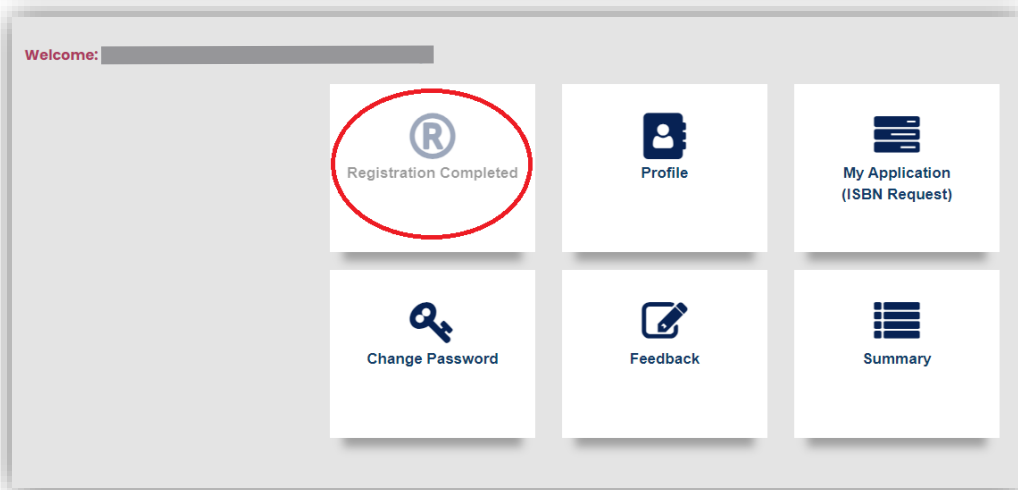 Welcome:
®
Registration Completed
Profile
My Application
(ISBN Request)
Change Password
Feedback
Summary